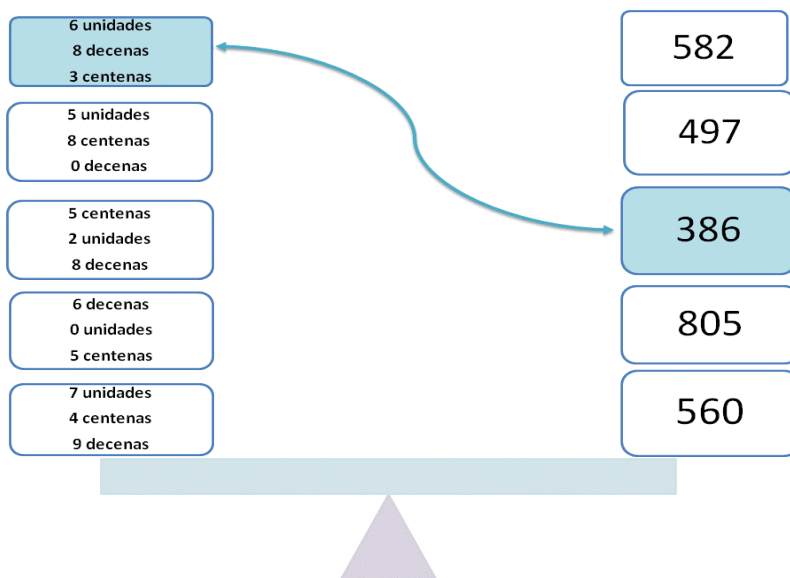 6 unidades
8 decenas
3 centenas
5 unidades
8 centenas
0 decenas
5 centenas
2 unidades
8 decenas
6 decenas
0 unidades
5 centenas
7 unidades
4 centenas
9 decenas
582
497
386
805
560